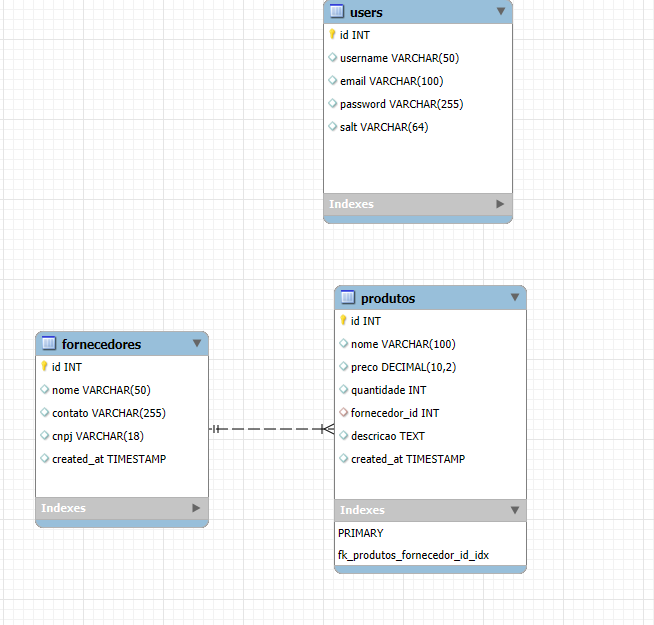 users
id INT
username VARCHAR(50)
email VARCHAR(100)
password VARCHAR(255)
salt VARCHAR(64)
Indexes
fornecedores
id INT
nome VARCHAR(50)
contato VARCHAR(255)
cnpj VARCHAR(18)
created_at TIMESTAMP
Indexes
produtos
id INT
nome VARCHAR(100)
preco DECIMAL(10,2)
quantidade INT
fornecedor_id INT
descricao TEXT
created_at TIMESTAMP
Indexes
PRIMARY
fk_produtos_fornecedor_id_idx